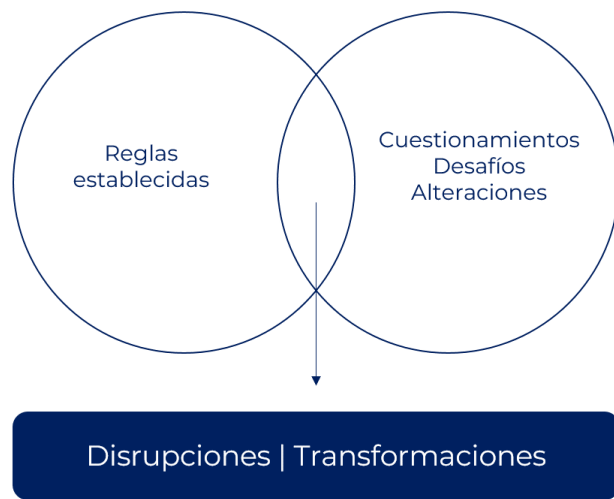 Reglas
establecidas
Cuestionamientos
Desafíos
Alteraciones
Disrupciones | Transformaciones